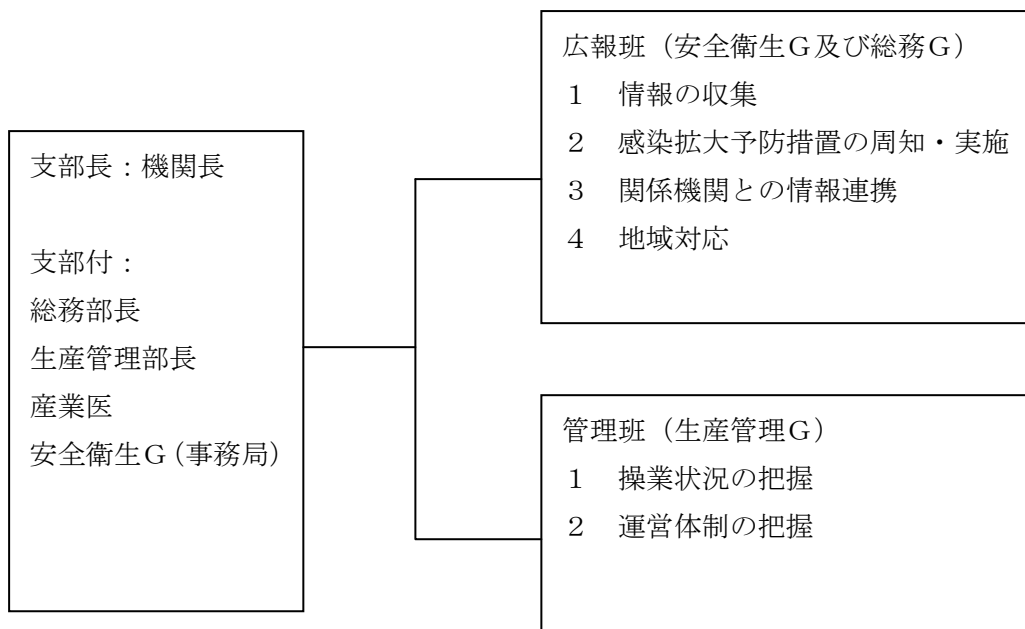 支部長：機関長
支部付：
総務部長
生産管理部長
産業医
安全衛生Ｇ（事務局）
広報班（安全衛生Ｇ及び総務Ｇ）
１　情報の収集
２　感染拡大予防措置の周知・実施
３　関係機関との情報連携
４　地域対応
管理班（生産管理Ｇ）
１　操業状況の把握
２　運営体制の把握